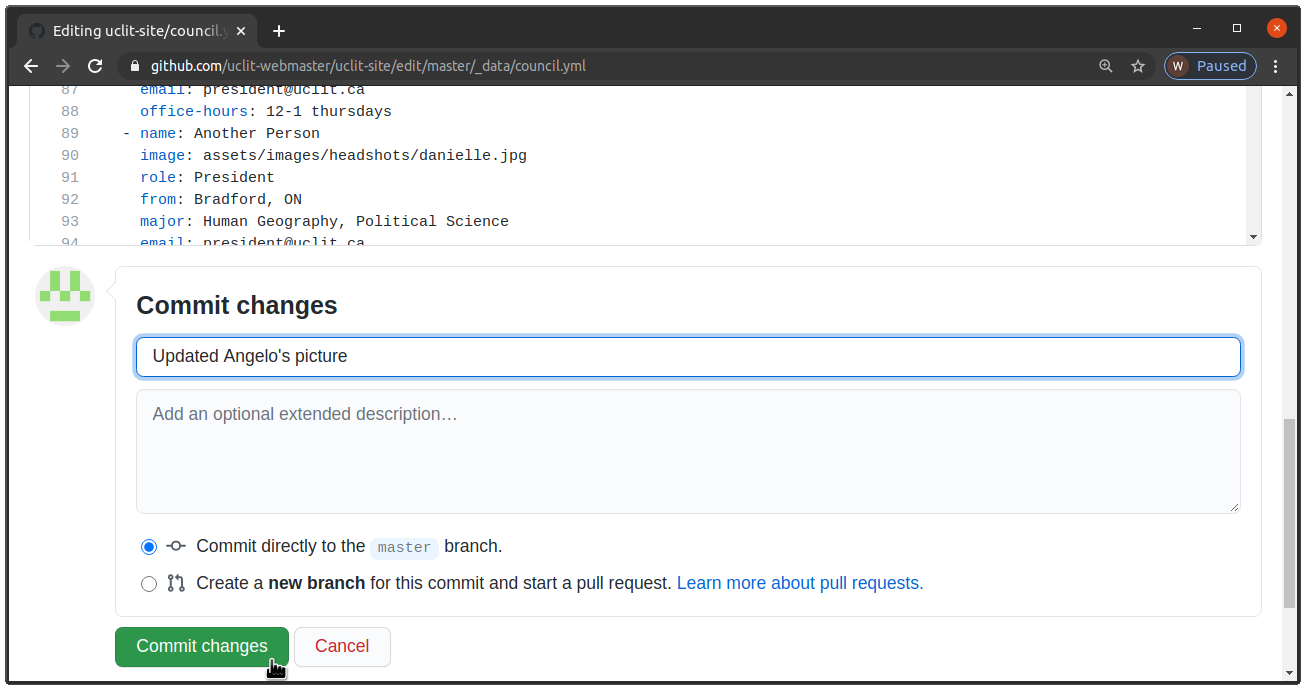 Editing uclit-site/council.y
github.com/uclit-webmaster/uclit-site/edit/master/_data/council.yml
W Paused
87 email: president@uclit.ca
88 office-hours: 12-1 thursdays
89 - name: Another Person
90 image: assets/images/headshots/danielle.jpg
91 role: President
92 from: Bradford, ON
93 major: Human Geography, Political Science
94 email: president@uclit.ca
Commit changes
Updated Angelo's picture
Add an optional extended description…
Commit directly to the master branch.
Create a new branch for this commit and start a pull request. Learn more about pull requests.
Commit changes Cancel